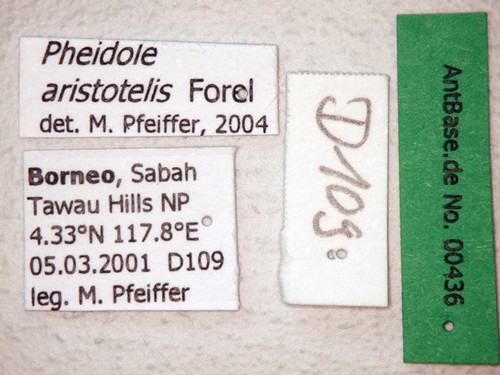 Pheidole
aristotelis Forel
det. M. Pfeiffer, 2004
Borneo, Sabah
Tawau Hills NP
4.33°N 117.8°E
05.03.2001 D109
leg. M. Pfeiffer
D109
AntBase.de No. 00436